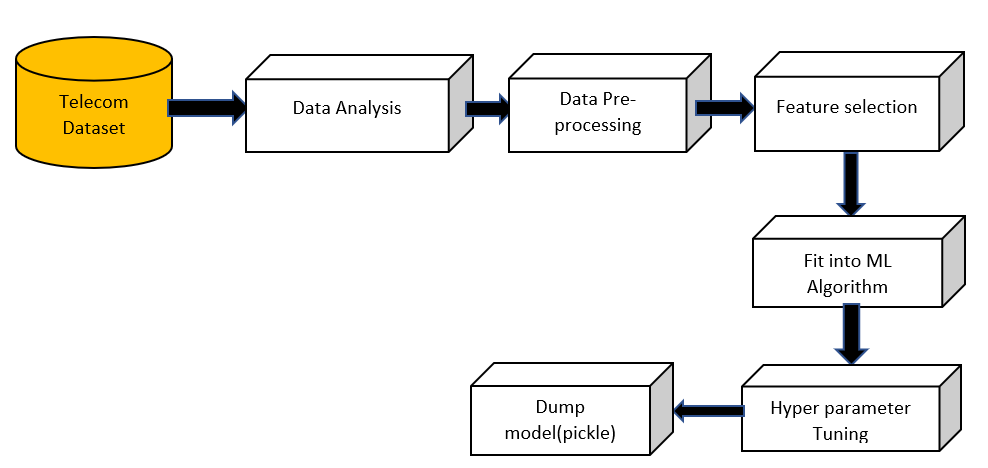 Telecom
Dataset
Data Analysis
Data Pre-
processing
Feature selection
Fit into ML
Algorithm
Hyper parameter
Tuning
Dump
model(pickle)